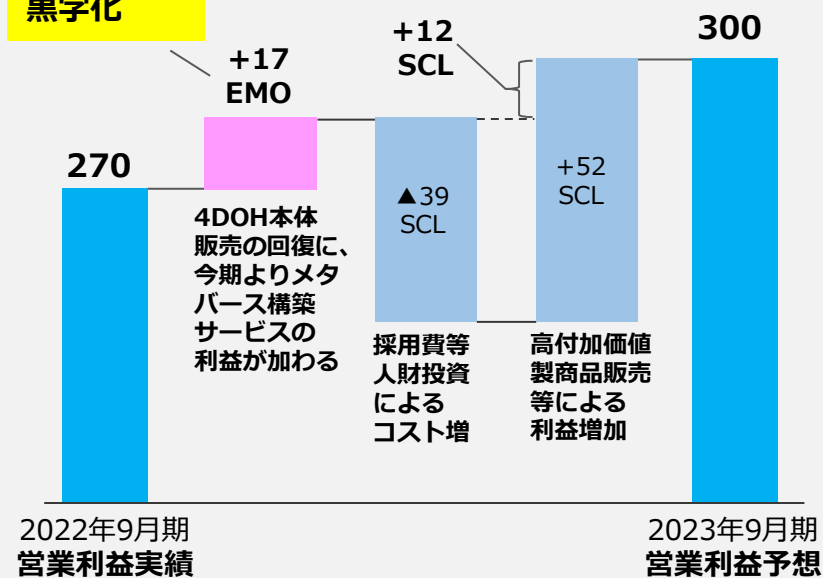 黒字化
+17
EMO
+12
SCL
300
270
▲39
SCL
+52
SCL
4DOH本体
販売の回復に、
今期よりメタ
バース構築
サービスの
利益が加わる
採用費等
人財投資
による
コスト増
高付加価値
製商品販売
等による
利益増加
2022年9月期
営業利益実績
2023年9月期
営業利益予想